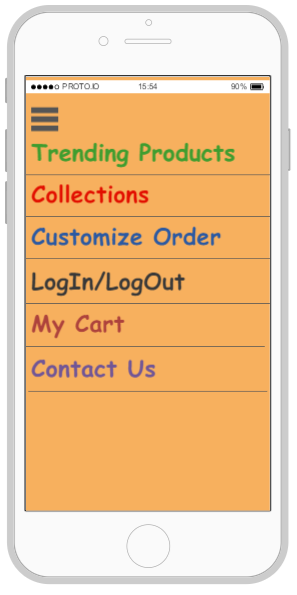 PROTO.IO 15:54 90%
Trending Products
Collections
Customize Order
LogIn/LogOut
My Cart
Contact Us